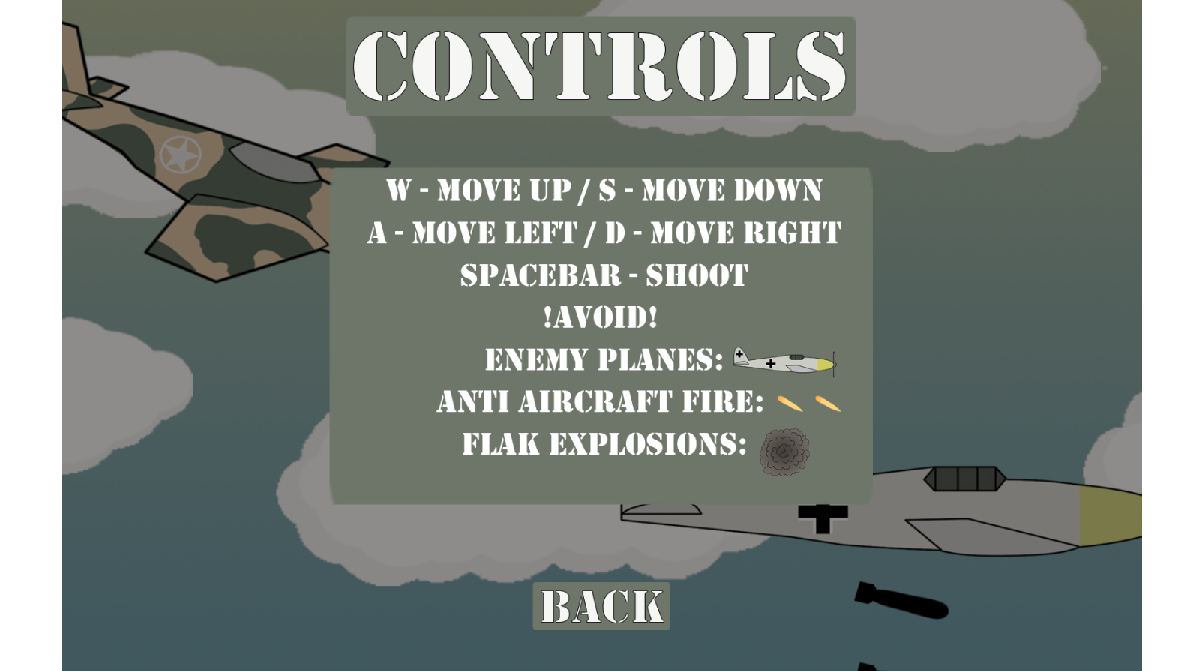 CONTROLS
W - MOVE UP / S - MOVE DOWN
A - MOVE LEFT / D - MOVE RIGHT
SPACEBAR - SHOOT
!AVOID!
ENEMY PLANES:
ANTI AIRCRAFT FIRE:
FLAK EXPLOSIONS:
BACK